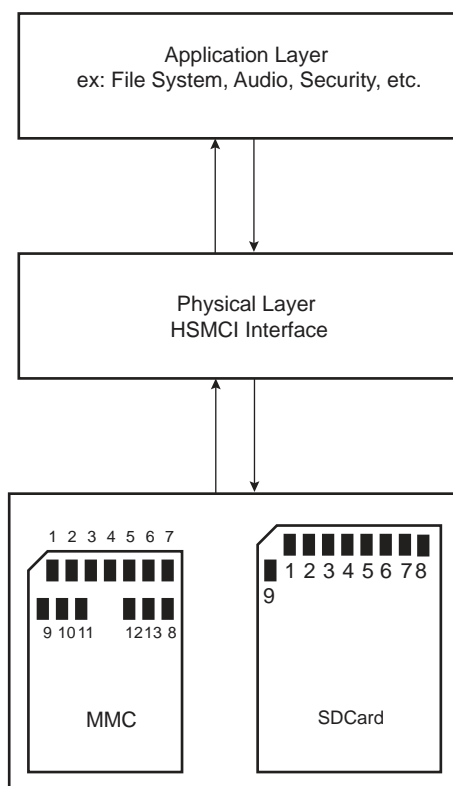 Application Layer
ex: File System, Audio, Security, etc.
Physical Layer
HSMCI Interface
1 2 3 4 5 6 7
9 10 11 12 13 8
MMC
1 2 3 4 5 6 7 8
9
SDCard